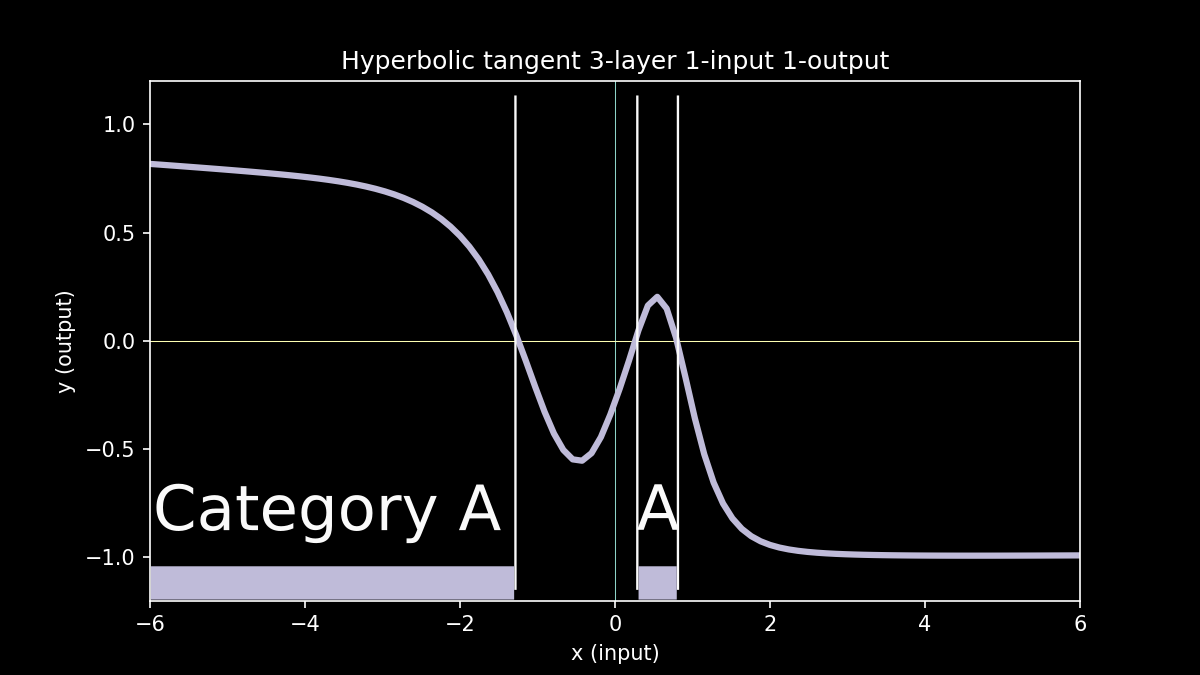 Hyperbolic tangent 3-layer 1-input 1-output
1.0
0.5
0.0
−0.5
−1.0
y (output)
Category A
A
−6 −4 −2 0 2 4 6
x (input)